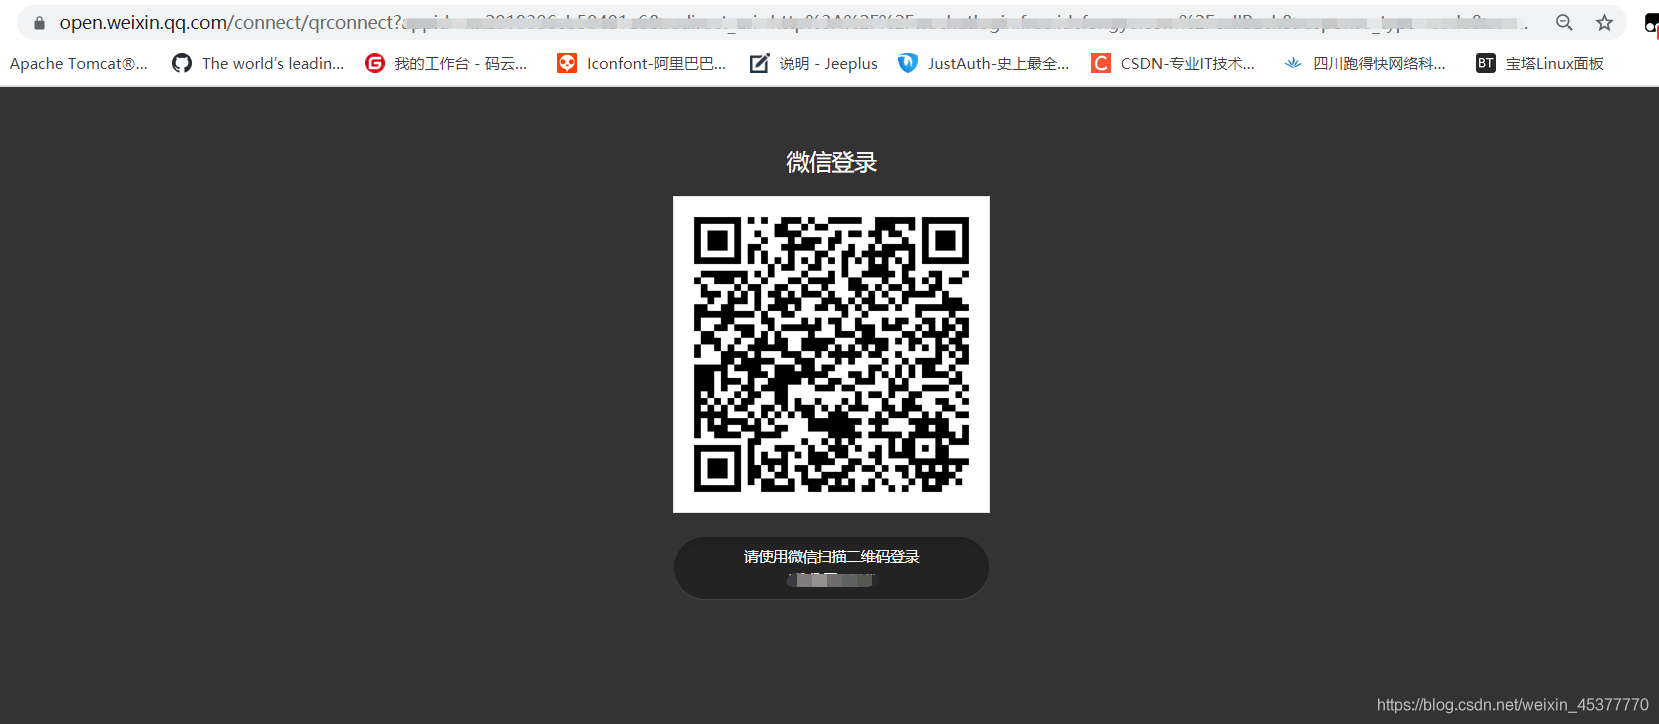 open.weixin.qq.com/connect/qrconnect?
Apache Tomcat®... The world's leadin... 我的工作台 - 码云... Iconfont-阿里巴巴... 说明 - Jeeplus JustAuth-史上最全... CSDN-专业IT技术... 四川跑得快网络科... BT 宝塔Linux面板
微信登录
请使用微信扫描二维码登录
https://blog.csdn.net/weixin_45377770